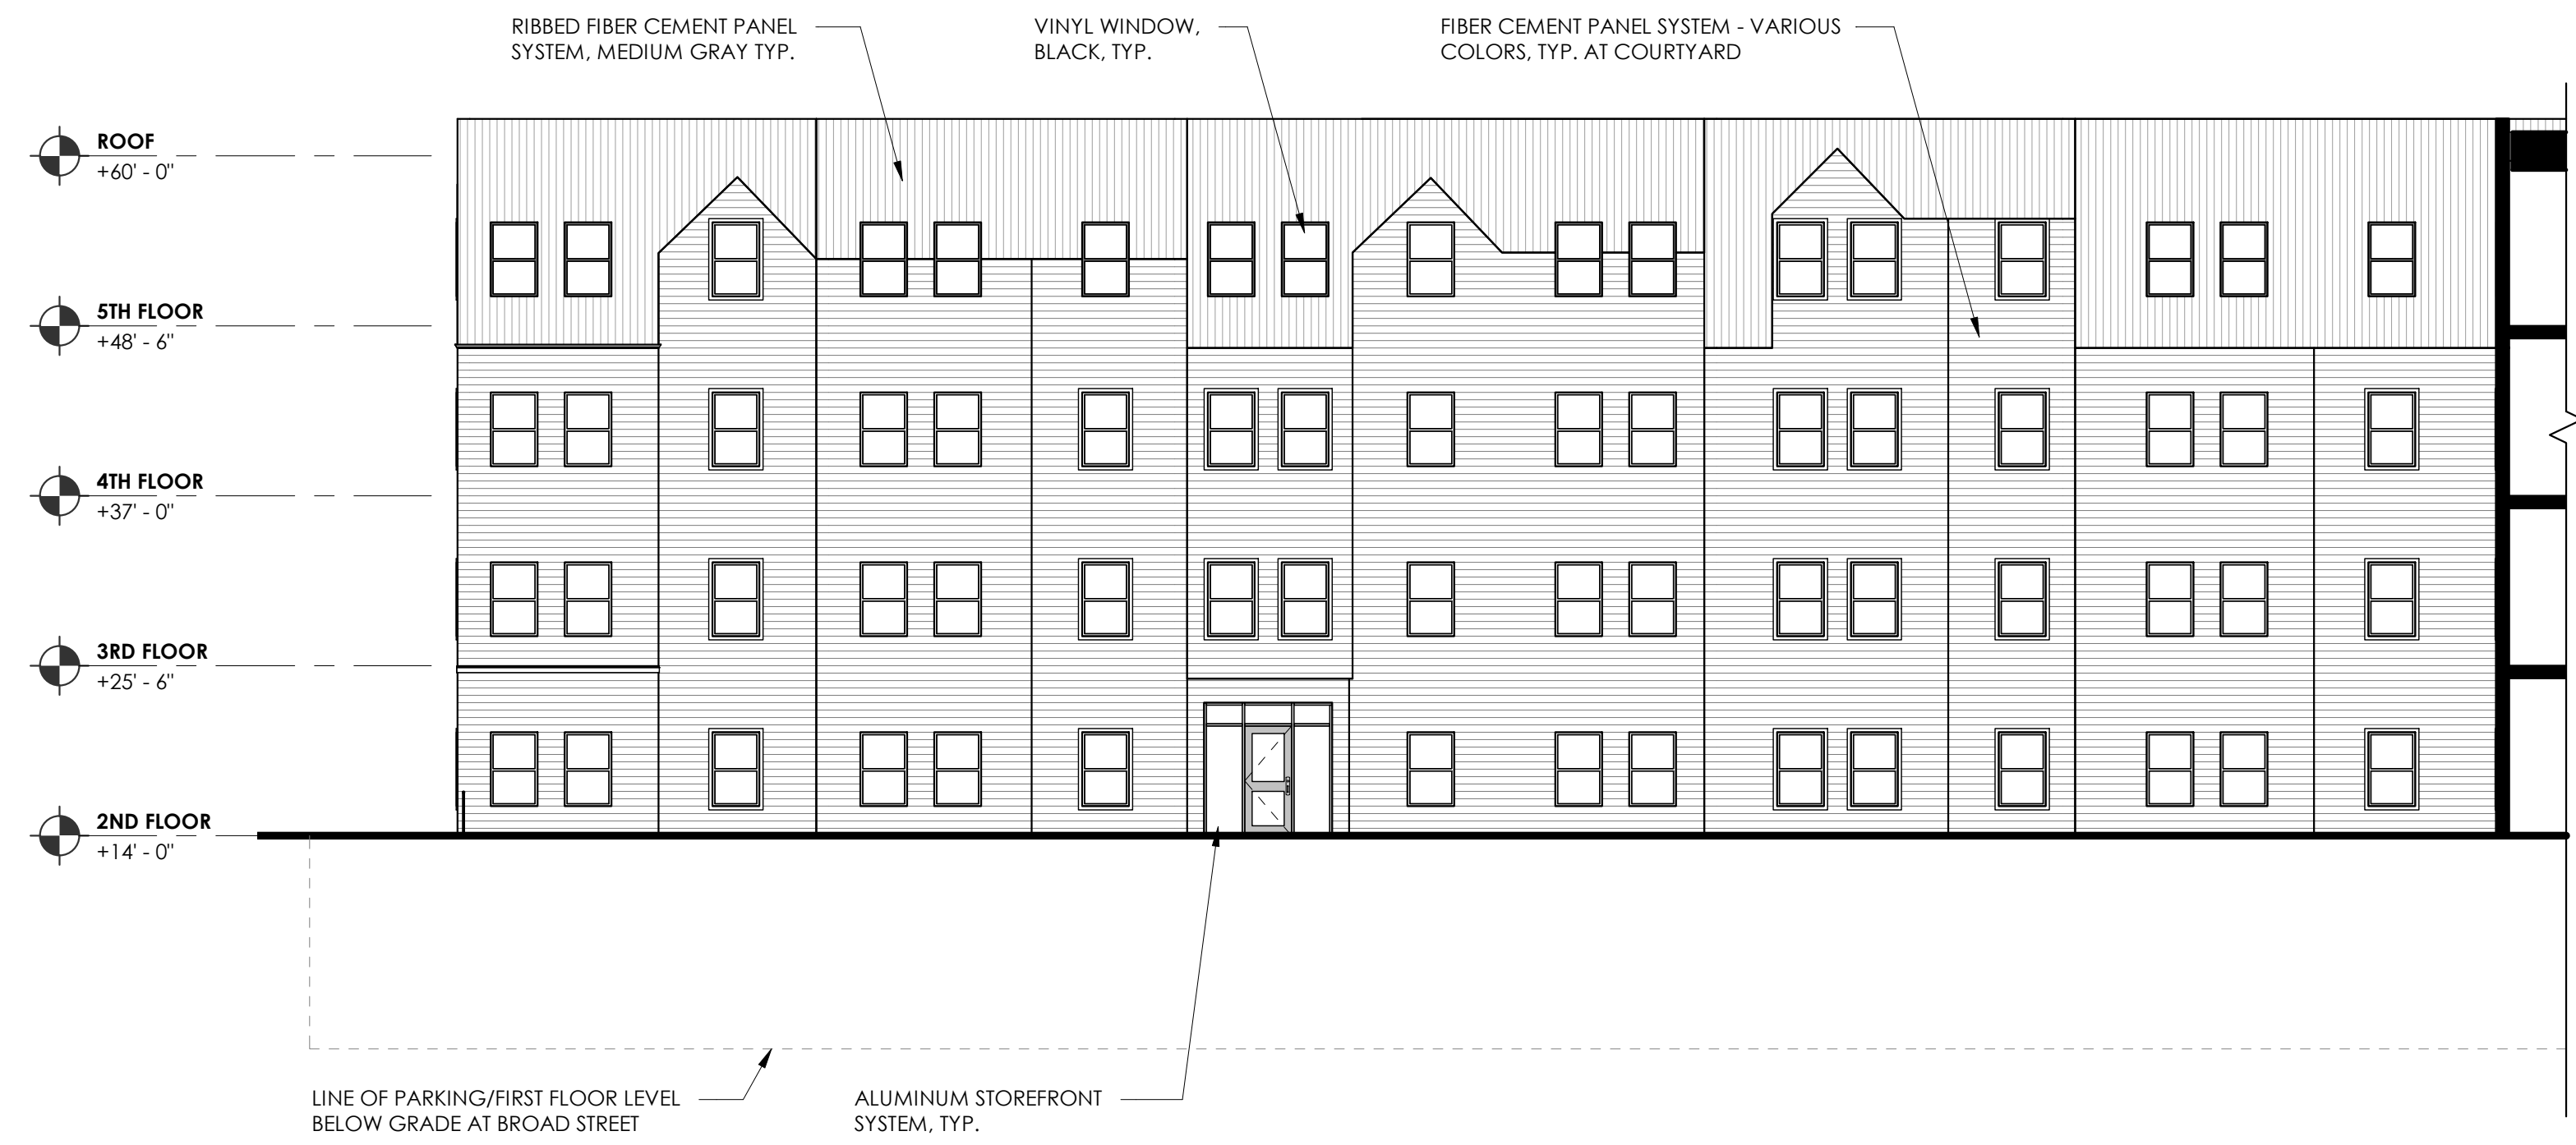 RIBBED FIBER CEMENT PANEL
SYSTEM, MEDIUM GRAY TYP.
VINYL WINDOW,
BLACK, TYP.
FIBER CEMENT PANEL SYSTEM - VARIOUS
COLORS, TYP. AT COURTYARD
ROOF
+60' - 0"
5TH FLOOR
+48' - 6"
4TH FLOOR
+37' - 0"
3RD FLOOR
+25' - 6"
2ND FLOOR
+14' - 0"
LINE OF PARKING/FIRST FLOOR LEVEL
BELOW GRADE AT BROAD STREET
ALUMINUM STOREFRONT
SYSTEM, TYP.